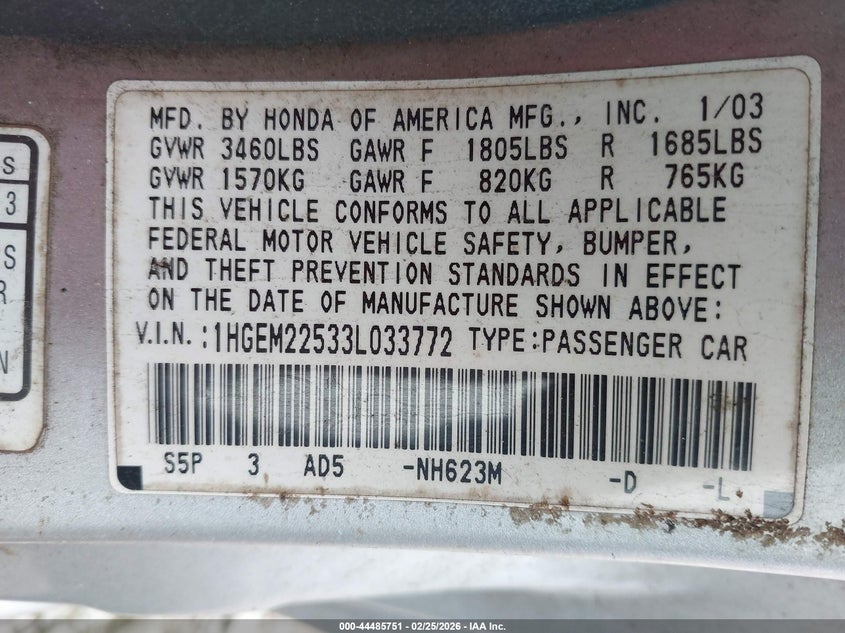 MFD. BY HONDA OF AMERICA MFG., INC. 1/03
GVWR 3460LBS GAWR F 1805LBS R 1685LBS
GVWR 1570KG GAWR F 820KG R 765KG
THIS VEHICLE CONFORMS TO ALL APPLICABLE
FEDERAL MOTOR VEHICLE SAFETY, BUMPER,
AND THEFT PREVENTION STANDARDS IN EFFECT
ON THE DATE OF MANUFACTURE SHOWN ABOVE:
V.I.N.:1HGEM22533L033772 TYPE:PASSENGER CAR
S5P 3 AD5 -NH623M -D -L
S
3
S
R
N
000-44485751 — 02/25/2026 — IAA Inc.